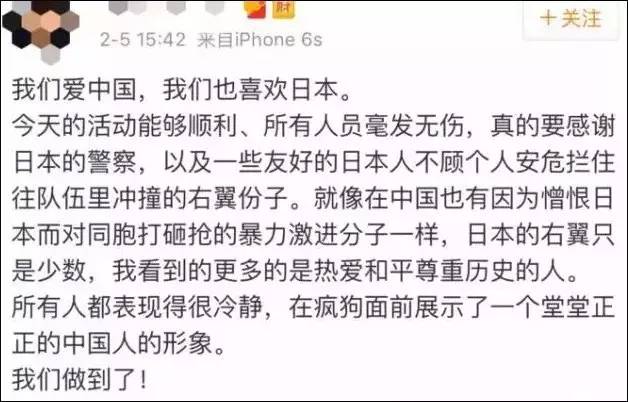 财
2-5 15:42 来自iPhone 6s
+关注
我们爱中国，我们也喜欢日本。
今天的活动能够顺利、所有人员毫发无伤，真的要感谢
日本的警察，以及一些友好的日本人不顾个人安危拦住
往队伍里冲撞的右翼份子。就像在中国也有因为憎恨日
本而对同胞打砸抢的暴力激进分子一样，日本的右翼只
是少数，我看到的更多的是热爱和平尊重历史的人。
所有人都表现得很冷静，在疯狗面前展示了一个堂堂正
正的中国人的形象。
我们做到了！